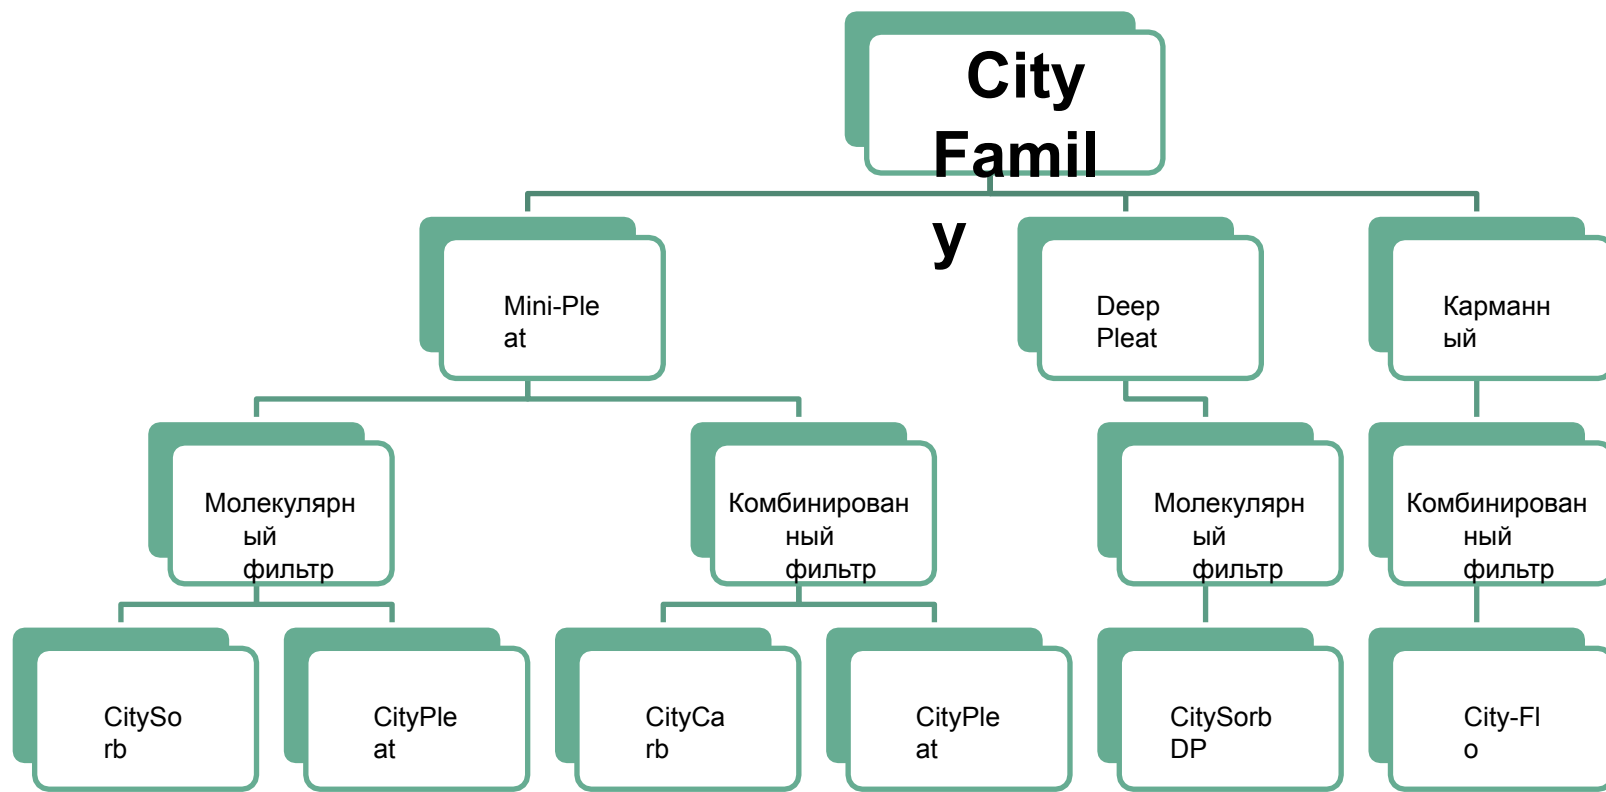 City
Famil
y
Mini-Ple
at
Deep
Pleat
Карманн
ый
Молекулярн
ый
фильтр
Комбинирован
ный
фильтр
Молекулярн
ый
фильтр
Комбинирован
ный
фильтр
CitySo
rb
CityPle
at
CityCa
rb
CityPle
at
CitySorb
DP
City-Fl
o